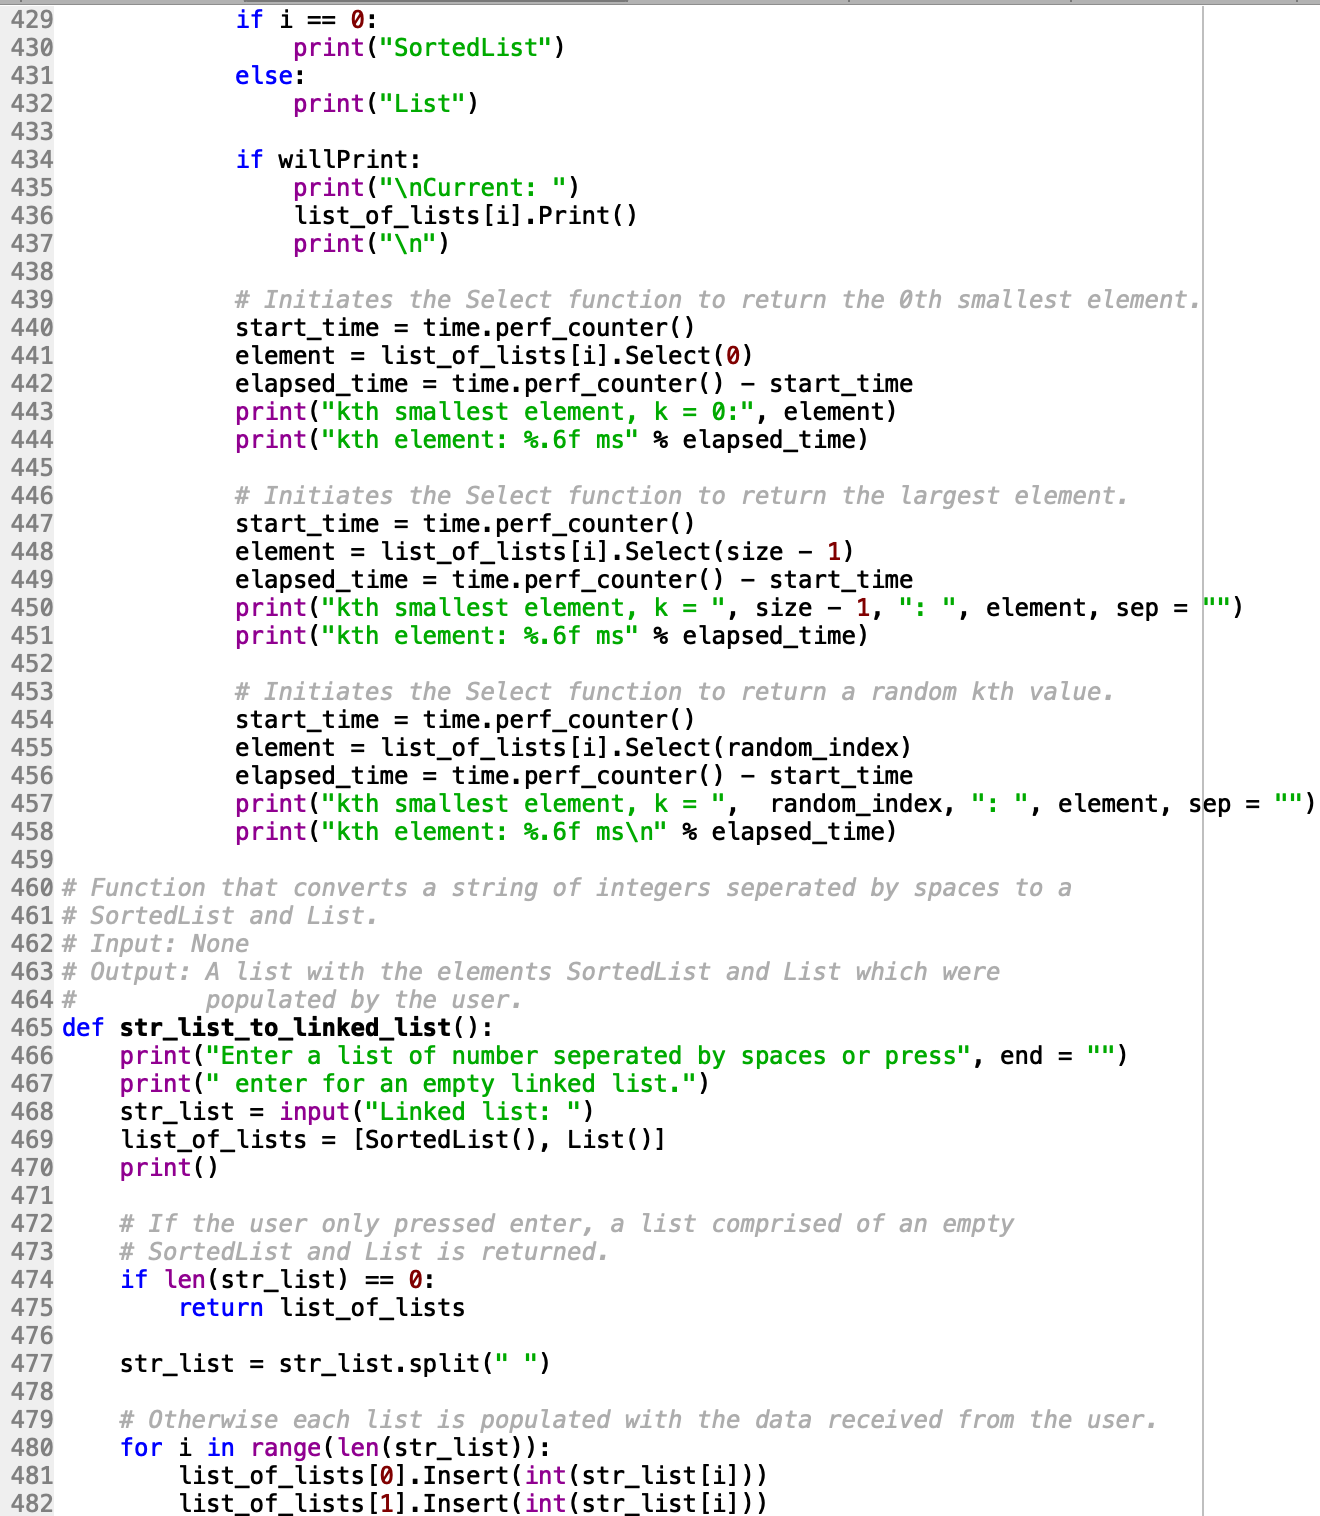 429             if i == 0:
430                 print("SortedList")
431             else:
432                 print("List")
433
434             if willPrint:
435                 print("\nCurrent: ")
436                 list_of_lists[i].Print()
437                 print("\n")
438
439             # Initiates the Select function to return the 0th smallest element.
440             start_time = time.perf_counter()
441             element = list_of_lists[i].Select(0)
442             elapsed_time = time.perf_counter() - start_time
443             print("kth smallest element, k = 0:", element)
444             print("kth element: %.6f ms" % elapsed_time)
445
446             # Initiates the Select function to return the largest element.
447             start_time = time.perf_counter()
448             element = list_of_lists[i].Select(size - 1)
449             elapsed_time = time.perf_counter() - start_time
450             print("kth smallest element, k = ", size - 1, ": ", element, sep = "")
451             print("kth element: %.6f ms" % elapsed_time)
452
453             # Initiates the Select function to return a random kth value.
454             start_time = time.perf_counter()
455             element = list_of_lists[i].Select(random_index)
456             elapsed_time = time.perf_counter() - start_time
457             print("kth smallest element, k = ",  random_index, ": ", element, sep = "")
458             print("kth element: %.6f ms\n" % elapsed_time)
459
460 # Function that converts a string of integers seperated by spaces to a
461 # SortedList and List.
462 # Input: None
463 # Output: A list with the elements SortedList and List which were
464 #         populated by the user.
465 def str_list_to_linked_list():
466     print("Enter a list of number seperated by spaces or press", end = "")
467     print(" enter for an empty linked list.")
468     str_list = input("Linked list: ")
469     list_of_lists = [SortedList(), List()]
470     print()
471
472     # If the user only pressed enter, a list comprised of an empty
473     # SortedList and List is returned.
474     if len(str_list) == 0:
475         return list_of_lists
476
477     str_list = str_list.split(" ")
478
479     # Otherwise each list is populated with the data received from the user.
480     for i in range(len(str_list)):
481         list_of_lists[0].Insert(int(str_list[i]))
482         list_of_lists[1].Insert(int(str_list[i]))